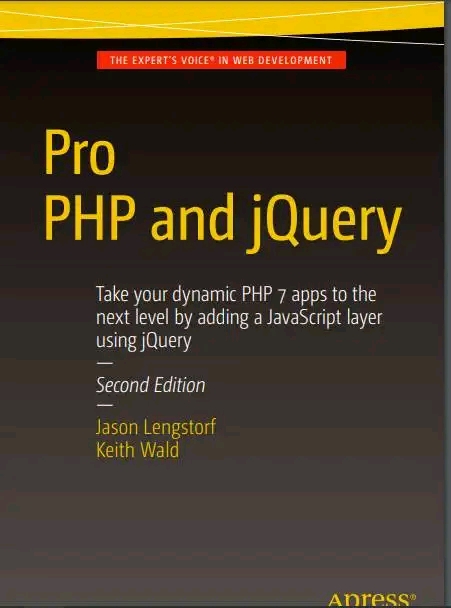 THE EXPERT'S VOICE® IN WEB DEVELOPMENT
Pro
PHP and jQuery
Take your dynamic PHP 7 apps to the
next level by adding a JavaScript layer
using jQuery
—
Second Edition
—
Jason Lengstorf
Keith Wald
Apress®